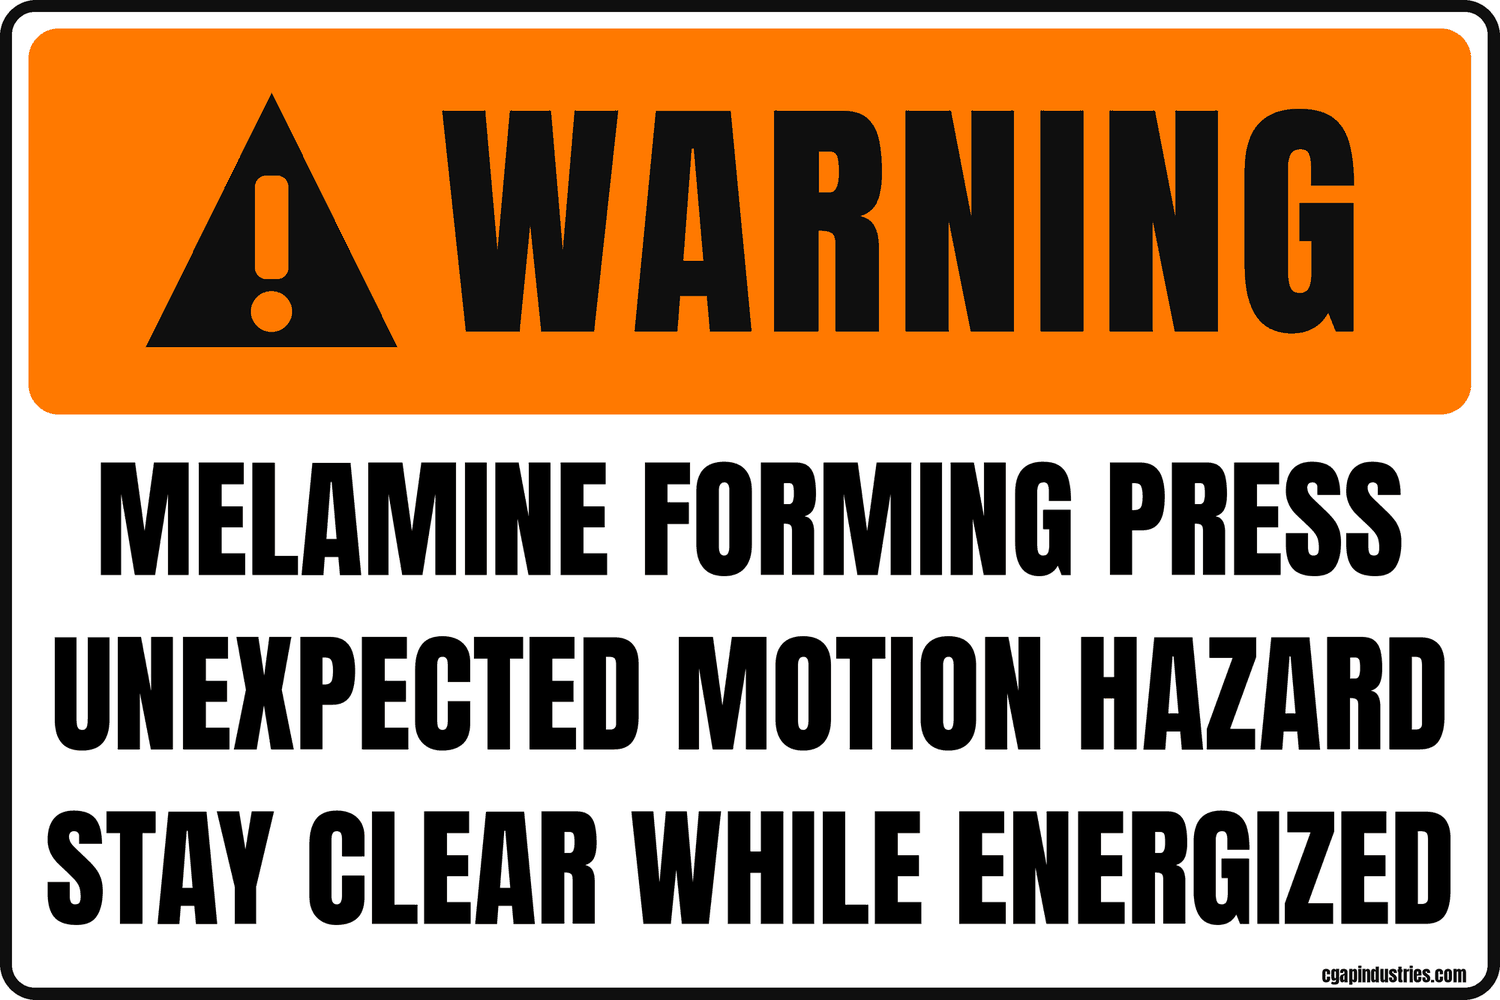 WARNING
MELAMINE FORMING PRESS
UNEXPECTED MOTION HAZARD
STAY CLEAR WHILE ENERGIZED
cgapindustries.com